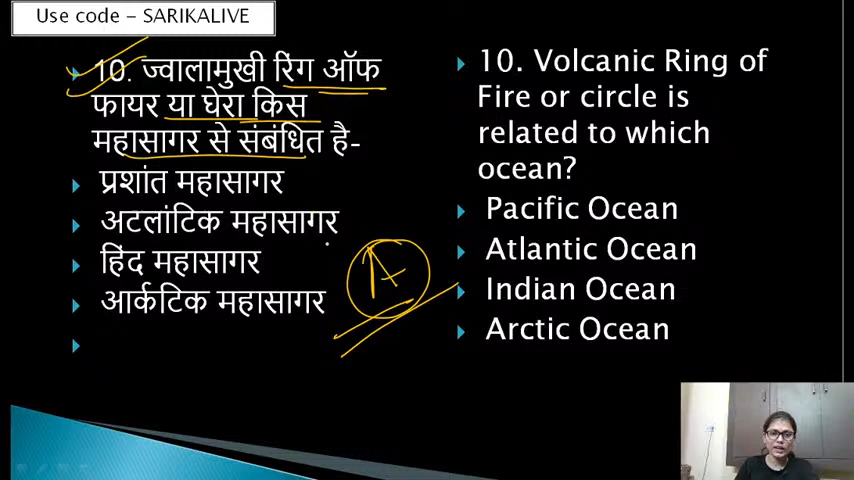 Use code – SARIKALIVE
10. ज्वालामुखी रिंग ऑफ
फायर या घेरा किस
महासागर से संबंधित है-
प्रशांत महासागर
अटलांटिक महासागर
हिंद महासागर
आर्कटिक महासागर
A
10. Volcanic Ring of
Fire or circle is
related to which
ocean?
Pacific Ocean
Atlantic Ocean
Indian Ocean
Arctic Ocean